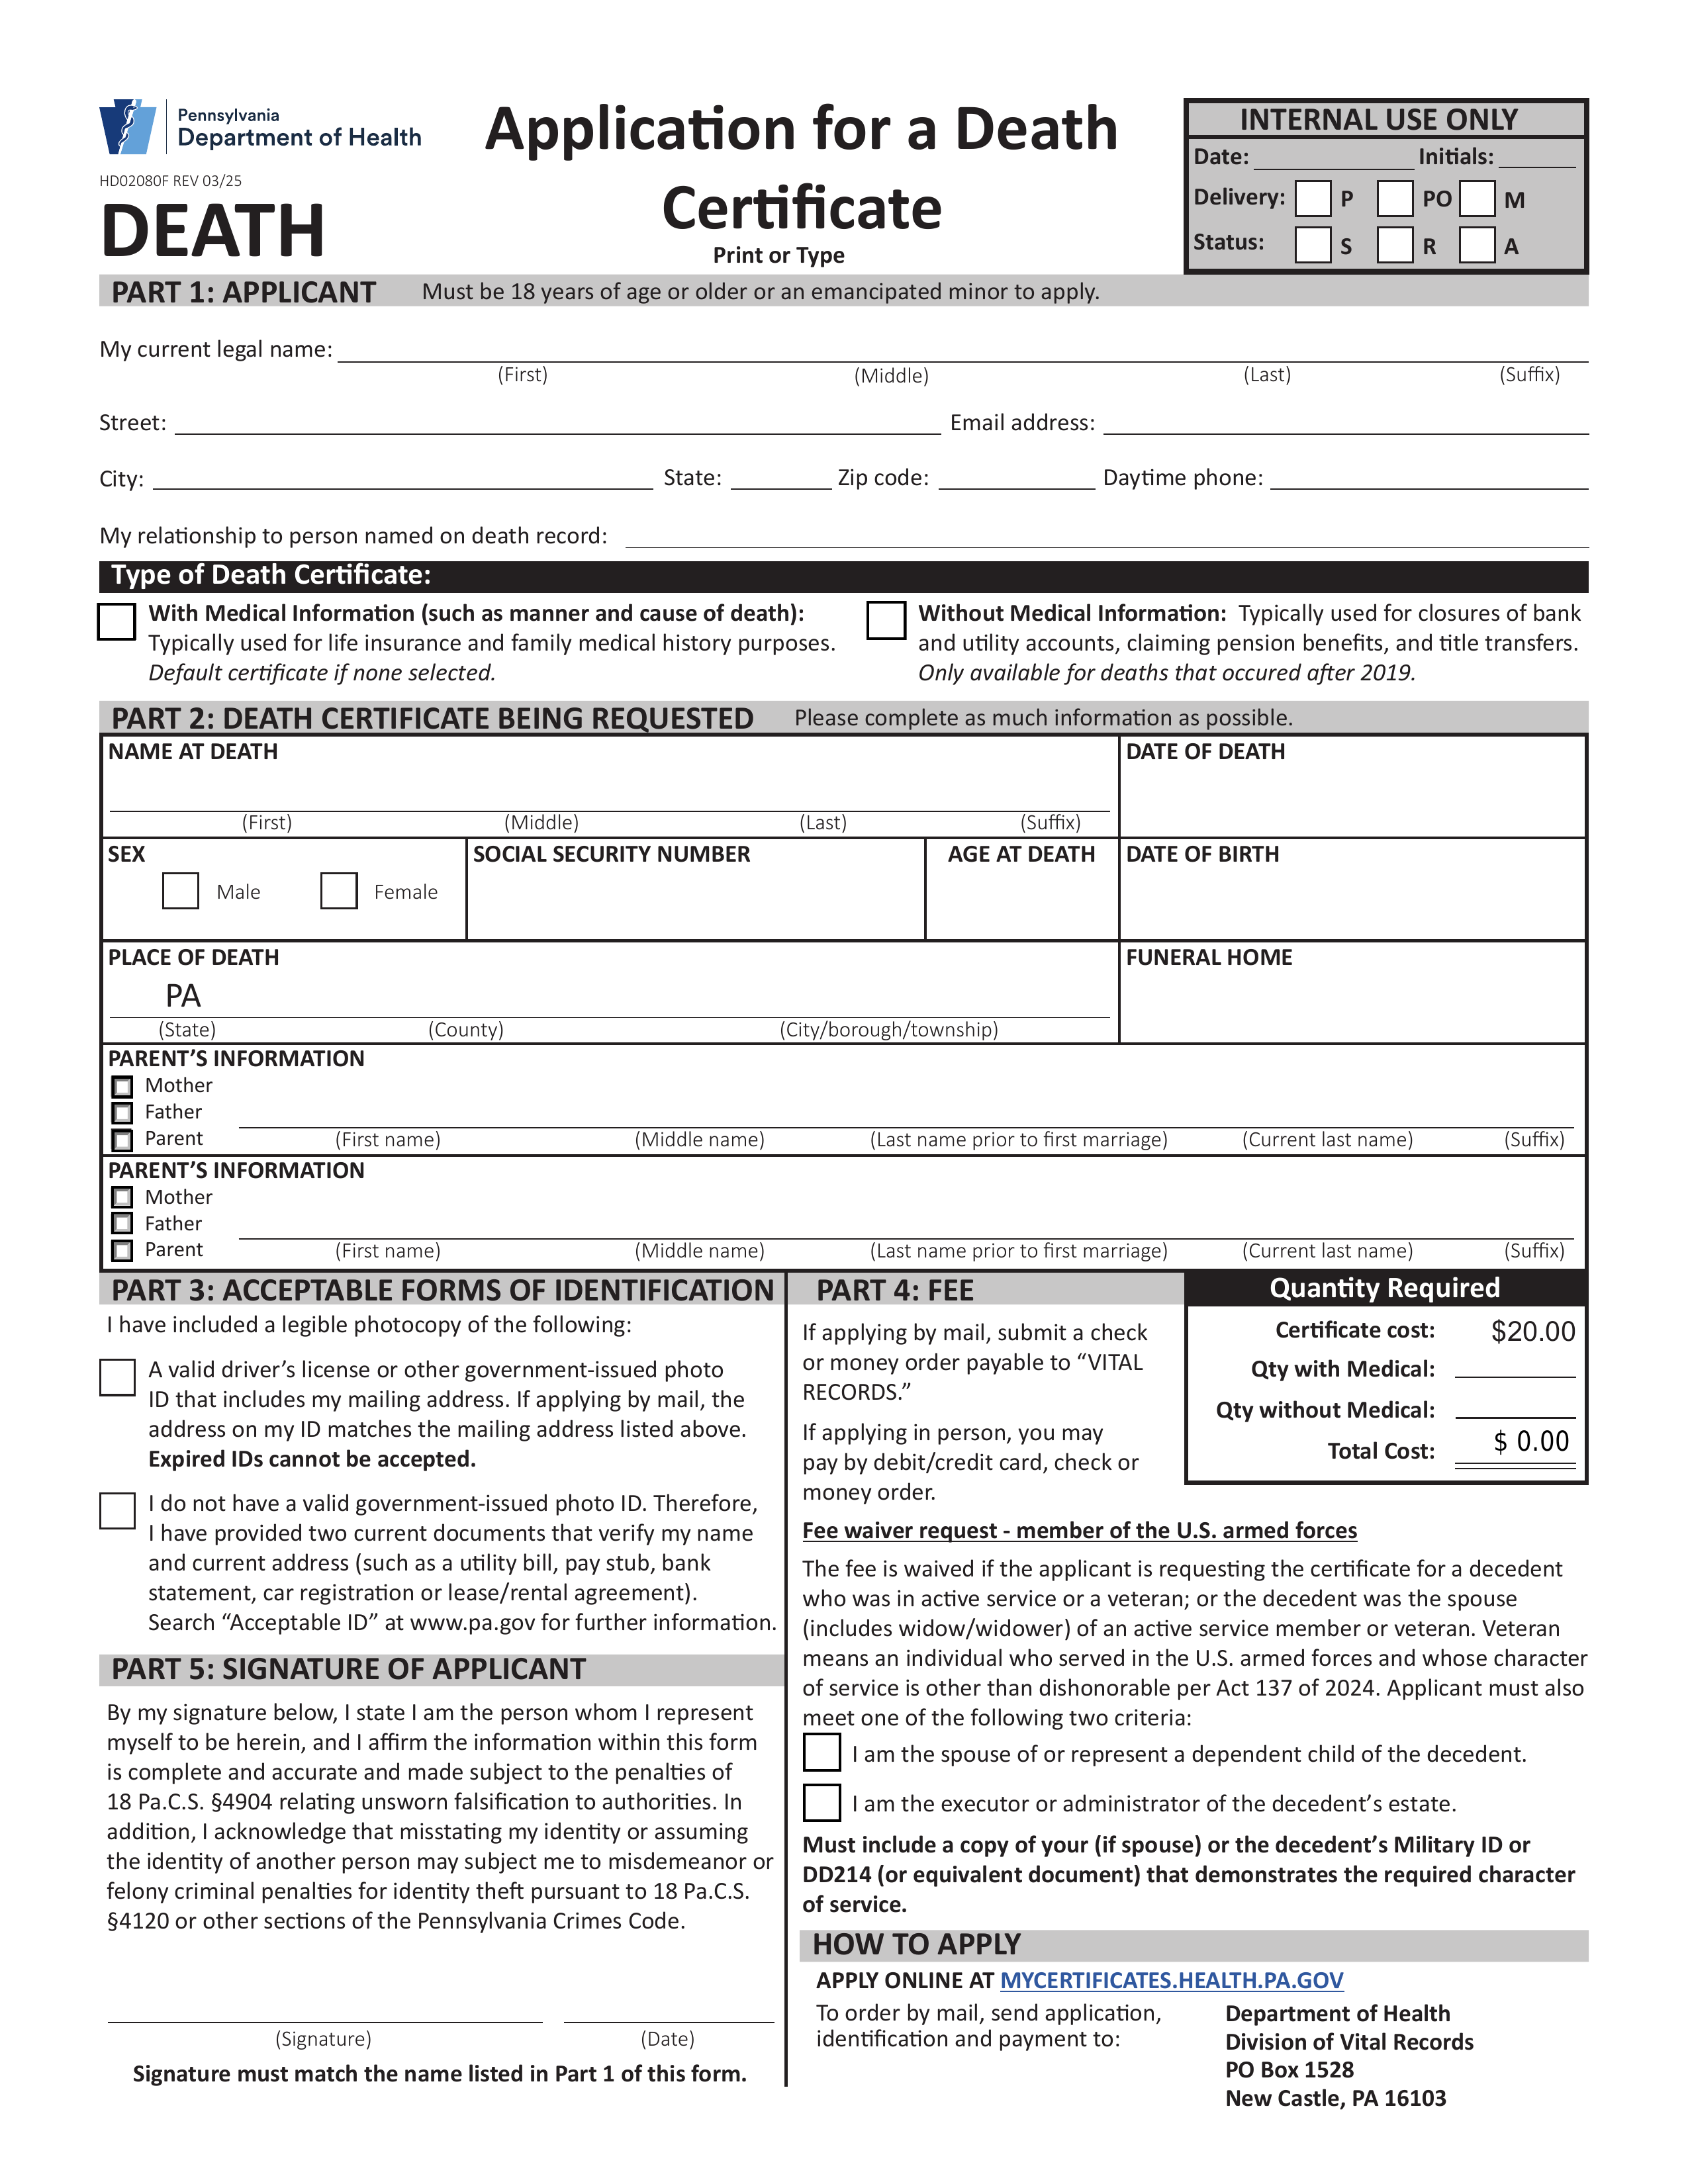 Pennsylvania
Department of Health
HD02080F REV 03/25
DEATH
Application for a Death
Certificate
Print or Type
INTERNAL USE ONLY
Date: Initials:
Delivery: P PO M
Status: S R A
PART 1: APPLICANT Must be 18 years of age or older or an emancipated minor to apply.
My current legal name:
(First) (Middle) (Last) (Suffix)
Street: Email address:
City: State: Zip code: Daytime phone:
My relationship to person named on death record:
Type of Death Certificate:
With Medical Information (such as manner and cause of death):
Typically used for life insurance and family medical history purposes.
Default certificate if none selected.
Without Medical Information: Typically used for closures of bank
and utility accounts, claiming pension benefits, and title transfers.
Only available for deaths that occured after 2019.
PART 2: DEATH CERTIFICATE BEING REQUESTED Please complete as much information as possible.
NAME AT DEATH DATE OF DEATH
(First) (Middle) (Last) (Suffix)
SEX SOCIAL SECURITY NUMBER AGE AT DEATH DATE OF BIRTH
Male Female
PLACE OF DEATH FUNERAL HOME
PA
(State) (County) (City/borough/township)
PARENT’S INFORMATION
Mother
Father
Parent (First name) (Middle name) (Last name prior to first marriage) (Current last name) (Suffix)
PARENT’S INFORMATION
Mother
Father
Parent (First name) (Middle name) (Last name prior to first marriage) (Current last name) (Suffix)
PART 3: ACCEPTABLE FORMS OF IDENTIFICATION
I have included a legible photocopy of the following:
A valid driver’s license or other government-issued photo
ID that includes my mailing address. If applying by mail, the
address on my ID matches the mailing address listed above.
Expired IDs cannot be accepted.
I do not have a valid government-issued photo ID. Therefore,
I have provided two current documents that verify my name
and current address (such as a utility bill, pay stub, bank
statement, car registration or lease/rental agreement).
Search “Acceptable ID” at www.pa.gov for further information.
PART 5: SIGNATURE OF APPLICANT
By my signature below, I state I am the person whom I represent
myself to be herein, and I affirm the information within this form
is complete and accurate and made subject to the penalties of
18 Pa.C.S. §4904 relating unsworn falsification to authorities. In
addition, I acknowledge that misstating my identity or assuming
the identity of another person may subject me to misdemeanor or
felony criminal penalties for identity theft pursuant to 18 Pa.C.S.
§4120 or other sections of the Pennsylvania Crimes Code.
(Signature) (Date)
Signature must match the name listed in Part 1 of this form.
PART 4: FEE
If applying by mail, submit a check
or money order payable to “VITAL
RECORDS.”
If applying in person, you may
pay by debit/credit card, check or
money order.
Quantity Required
Certificate cost: $20.00
Qty with Medical:
Qty without Medical:
Total Cost: $ 0.00
Fee waiver request - member of the U.S. armed forces
The fee is waived if the applicant is requesting the certificate for a decedent
who was in active service or a veteran; or the decedent was the spouse
(includes widow/widower) of an active service member or veteran. Veteran
means an individual who served in the U.S. armed forces and whose character
of service is other than dishonorable per Act 137 of 2024. Applicant must also
meet one of the following two criteria:
I am the spouse of or represent a dependent child of the decedent.
I am the executor or administrator of the decedent’s estate.
Must include a copy of your (if spouse) or the decedent’s Military ID or
DD214 (or equivalent document) that demonstrates the required character
of service.
HOW TO APPLY
APPLY ONLINE AT MYCERTIFICATES.HEALTH.PA.GOV
To order by mail, send application,
identification and payment to:
Department of Health
Division of Vital Records
PO Box 1528
New Castle, PA 16103